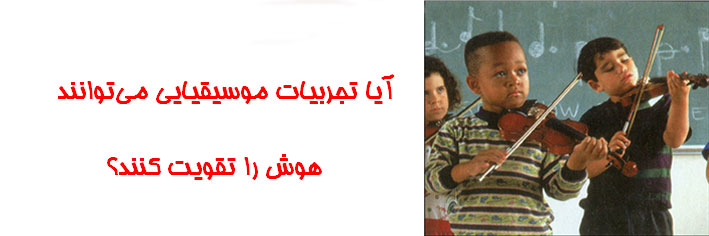 آیا تجربیات موسیقیایی می‌توانند
هوش را تقویت کنند؟